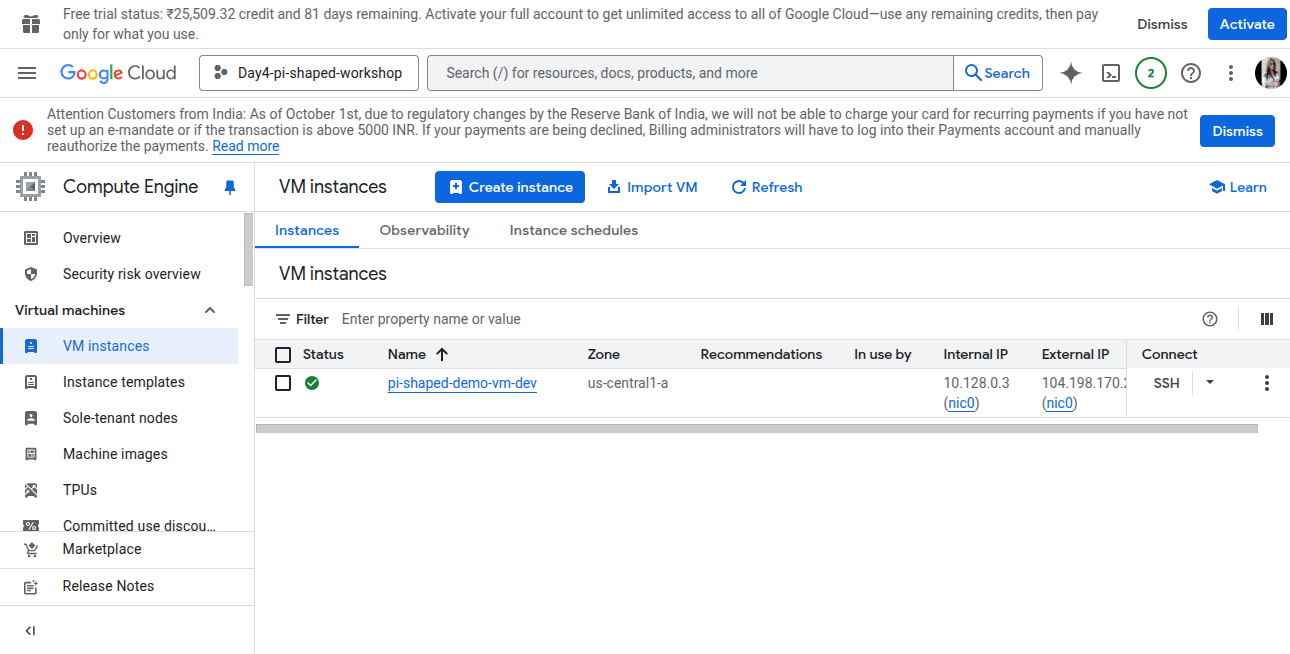 Free trial status: ₹25,509.32 credit and 81 days remaining. Activate your full account to get unlimited access to all of Google Cloud—use any remaining credits, then pay
only for what you use.
Dismiss
Activate
Google Cloud
Day4-pi-shaped-workshop
Search (/) for resources, docs, products, and more
Search
2
Attention Customers from India: As of October 1st, due to regulatory changes by the Reserve Bank of India, we will not be able to charge your card for recurring payments if you have not
set up an e-mandate or if the transaction is above 5000 INR. If your payments are being declined, Billing administrators will have to log into their Payments account and manually
reauthorize the payments. Read more
Dismiss
Compute Engine
VM instances
Create instance
Import VM
Refresh
Learn
Overview
Security risk overview
Virtual machines
VM instances
Instance templates
Sole-tenant nodes
Machine images
TPUs
Committed use discou...
Marketplace
Release Notes
Instances
Observability
Instance schedules
VM instances
Filter
Enter property name or value
Status
Name
Zone
Recommendations
In use by
Internal IP
External IP
Connect
pi-shaped-demo-vm-dev
us-central1-a
10.128.0.3
(nic0)
104.198.170.
(nic0)
SSH